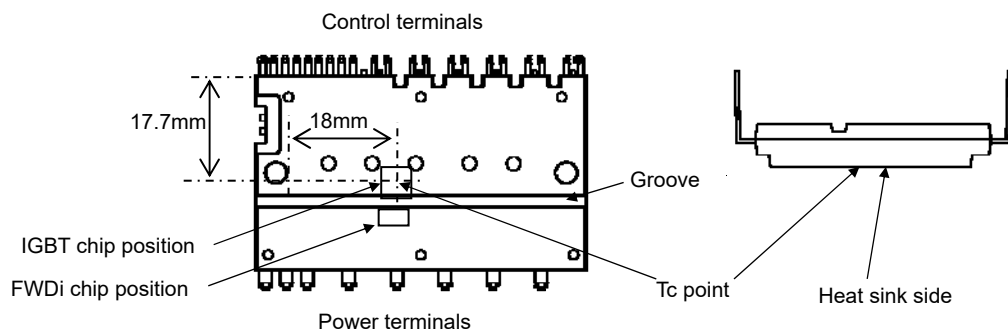 Control terminals
17.7mm
18mm
Groove
IGBT chip position
FWDi chip position
Tc point
Heat sink side
Power terminals